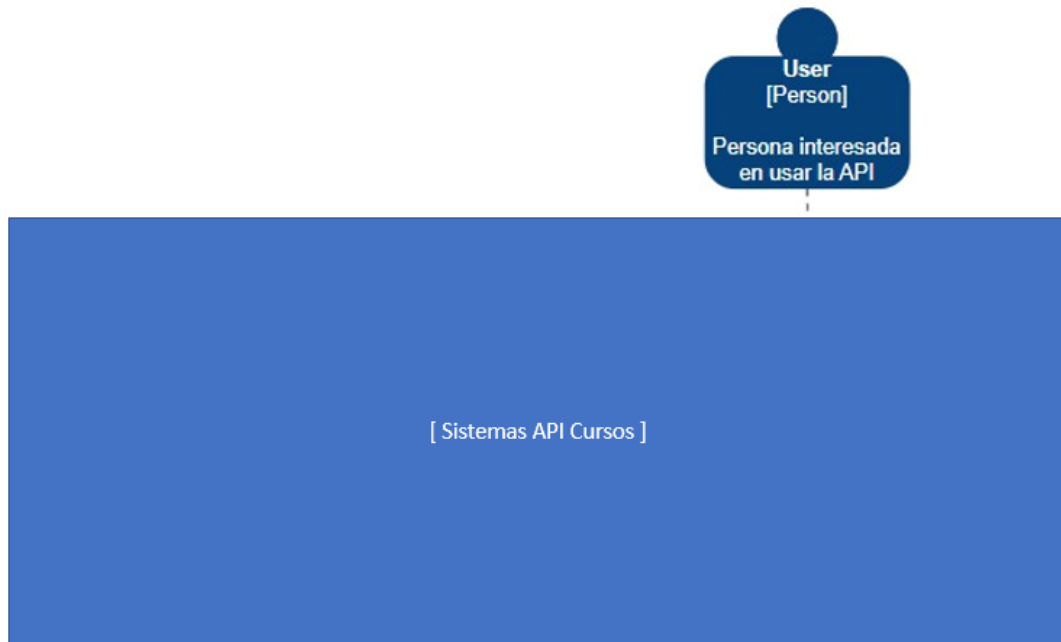 User
[Person]
Persona interesada
en usar la API
[ Sistemas API Cursos ]